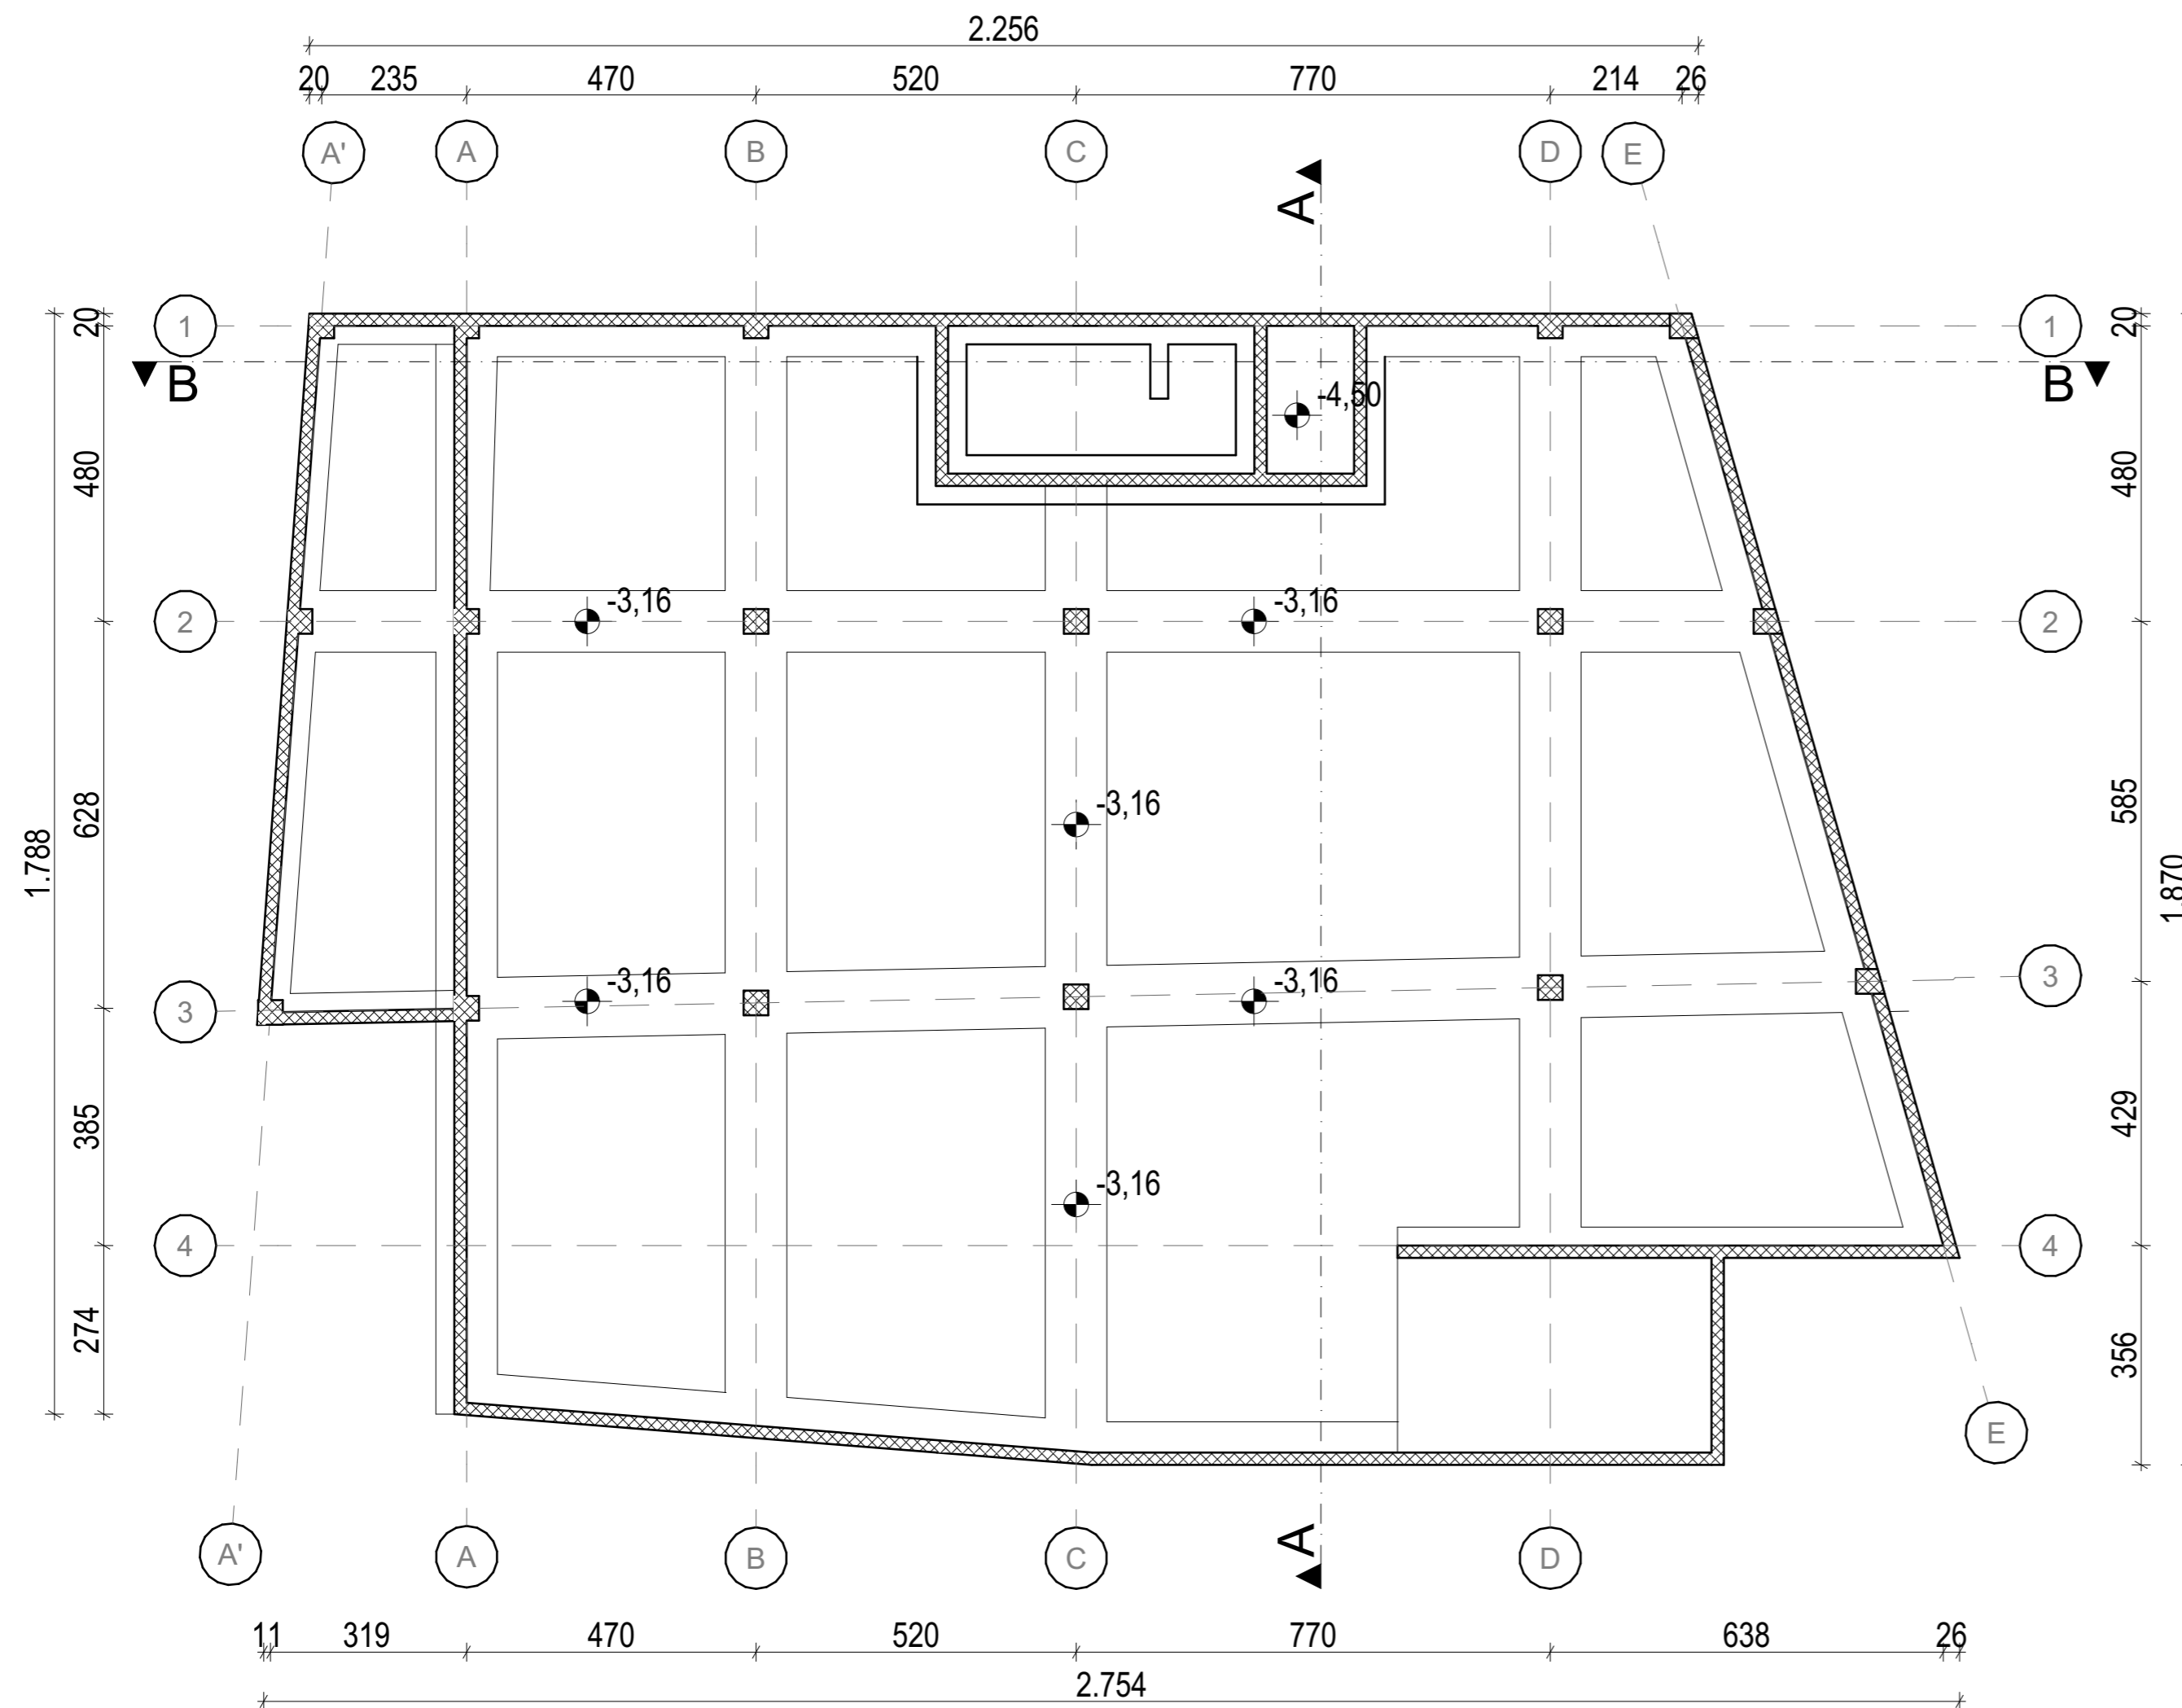 2.256
20 235 470 520 770 214 26
A' A B C D E
A
1 1
B B
-4,50
20 480 628 385 274
1.788
20 480 585 429 356
1.870
2 -3,16 -3,16 2
-3,16
3 -3,16 -3,16 3
-3,16
4 4
E
A
A' A B C D
11 319 470 520 770 638 26
2.754